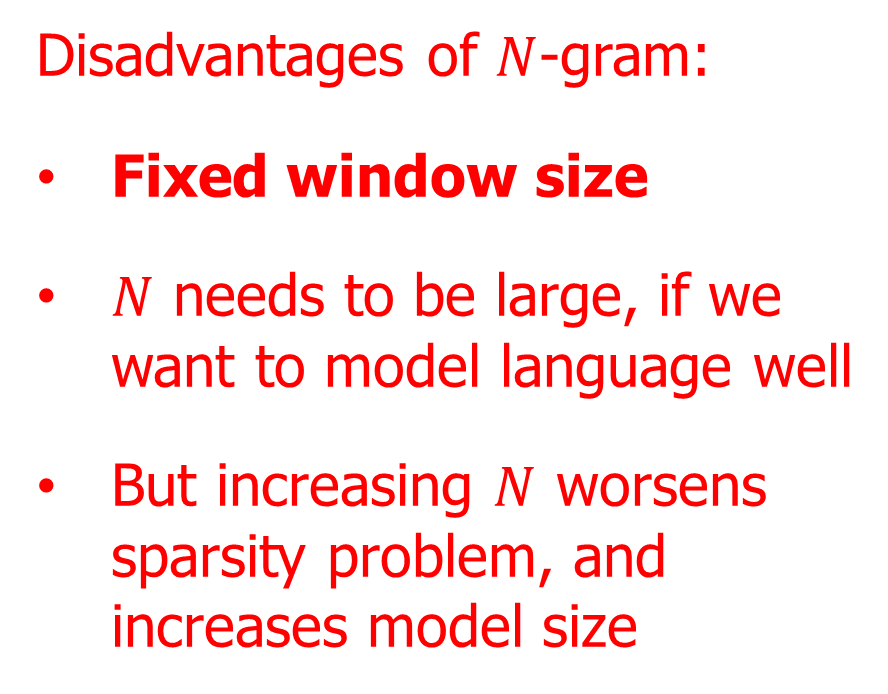 Disadvantages of N-gram:
• Fixed window size
• N needs to be large, if we
want to model language well
• But increasing N worsens
sparsity problem, and
increases model size